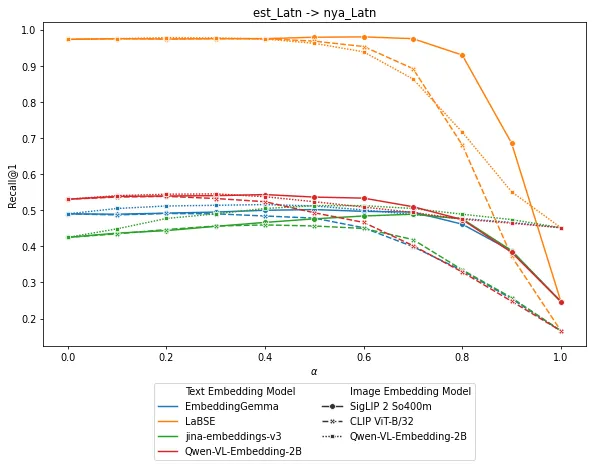 est_Latn -> nya_Latn
1.0
0.9
0.8
0.7
0.6
0.5
0.4
0.3
0.2
Recall@1
0.0 0.2 0.4 0.6 0.8 1.0
α
Text Embedding Model Image Embedding Model
EmbeddingGemma SigLIP 2 So400m
LaBSE CLIP ViT-B/32
jina-embeddings-v3 Qwen-VL-Embedding-2B
Qwen-VL-Embedding-2B